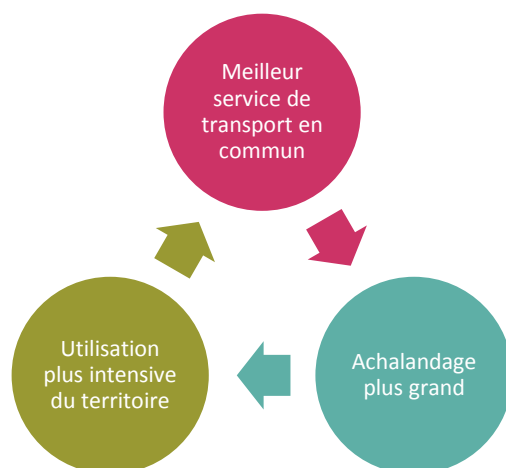 Meilleur
service de
transport en
commun
Achalandage
plus grand
Utilisation
plus intensive
du territoire